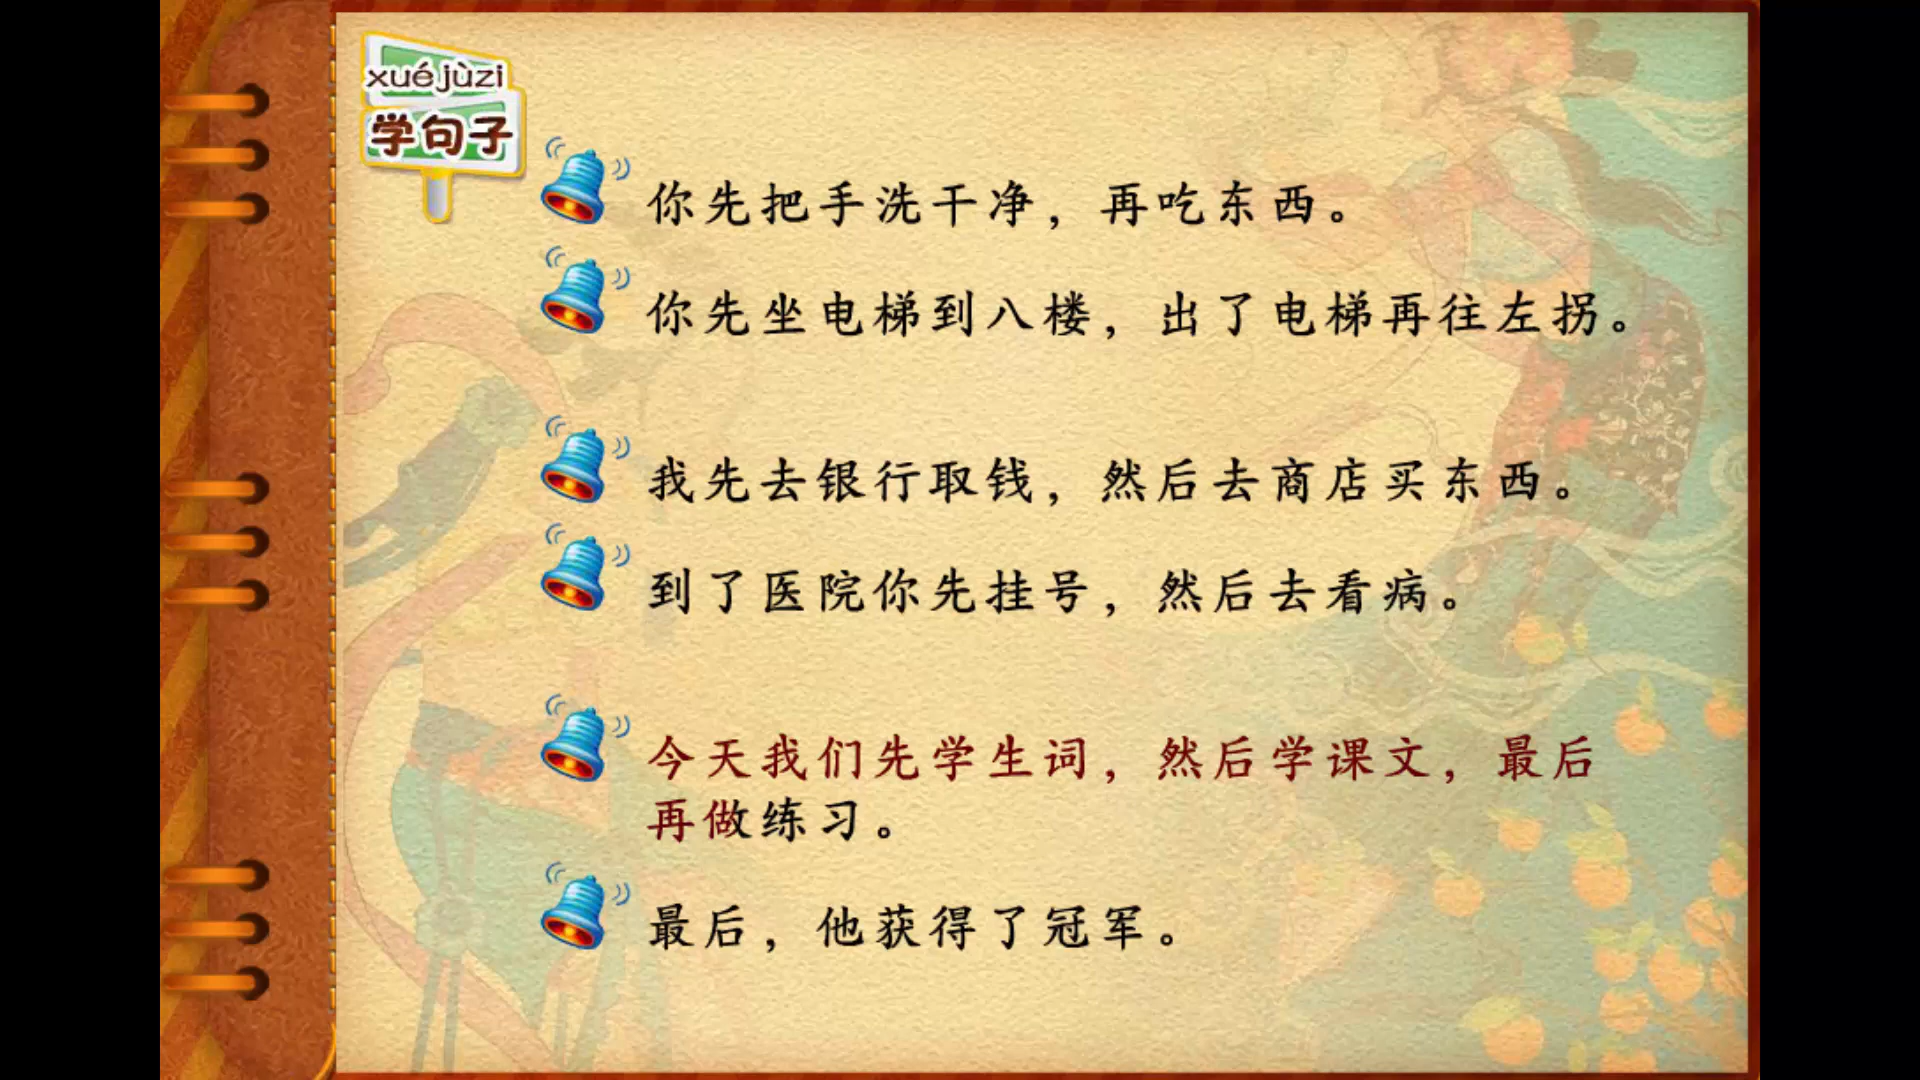 xué jù zi
学句子
你先把手洗干净，再吃东西。
你先坐电梯到八楼，出了电梯再往左拐。
我先去银行取钱，然后去商店买东西。
到了医院你先挂号，然后去看病。
今天我们先学生词，然后学课文，最后
再做练习。
最后，他获得了冠军。